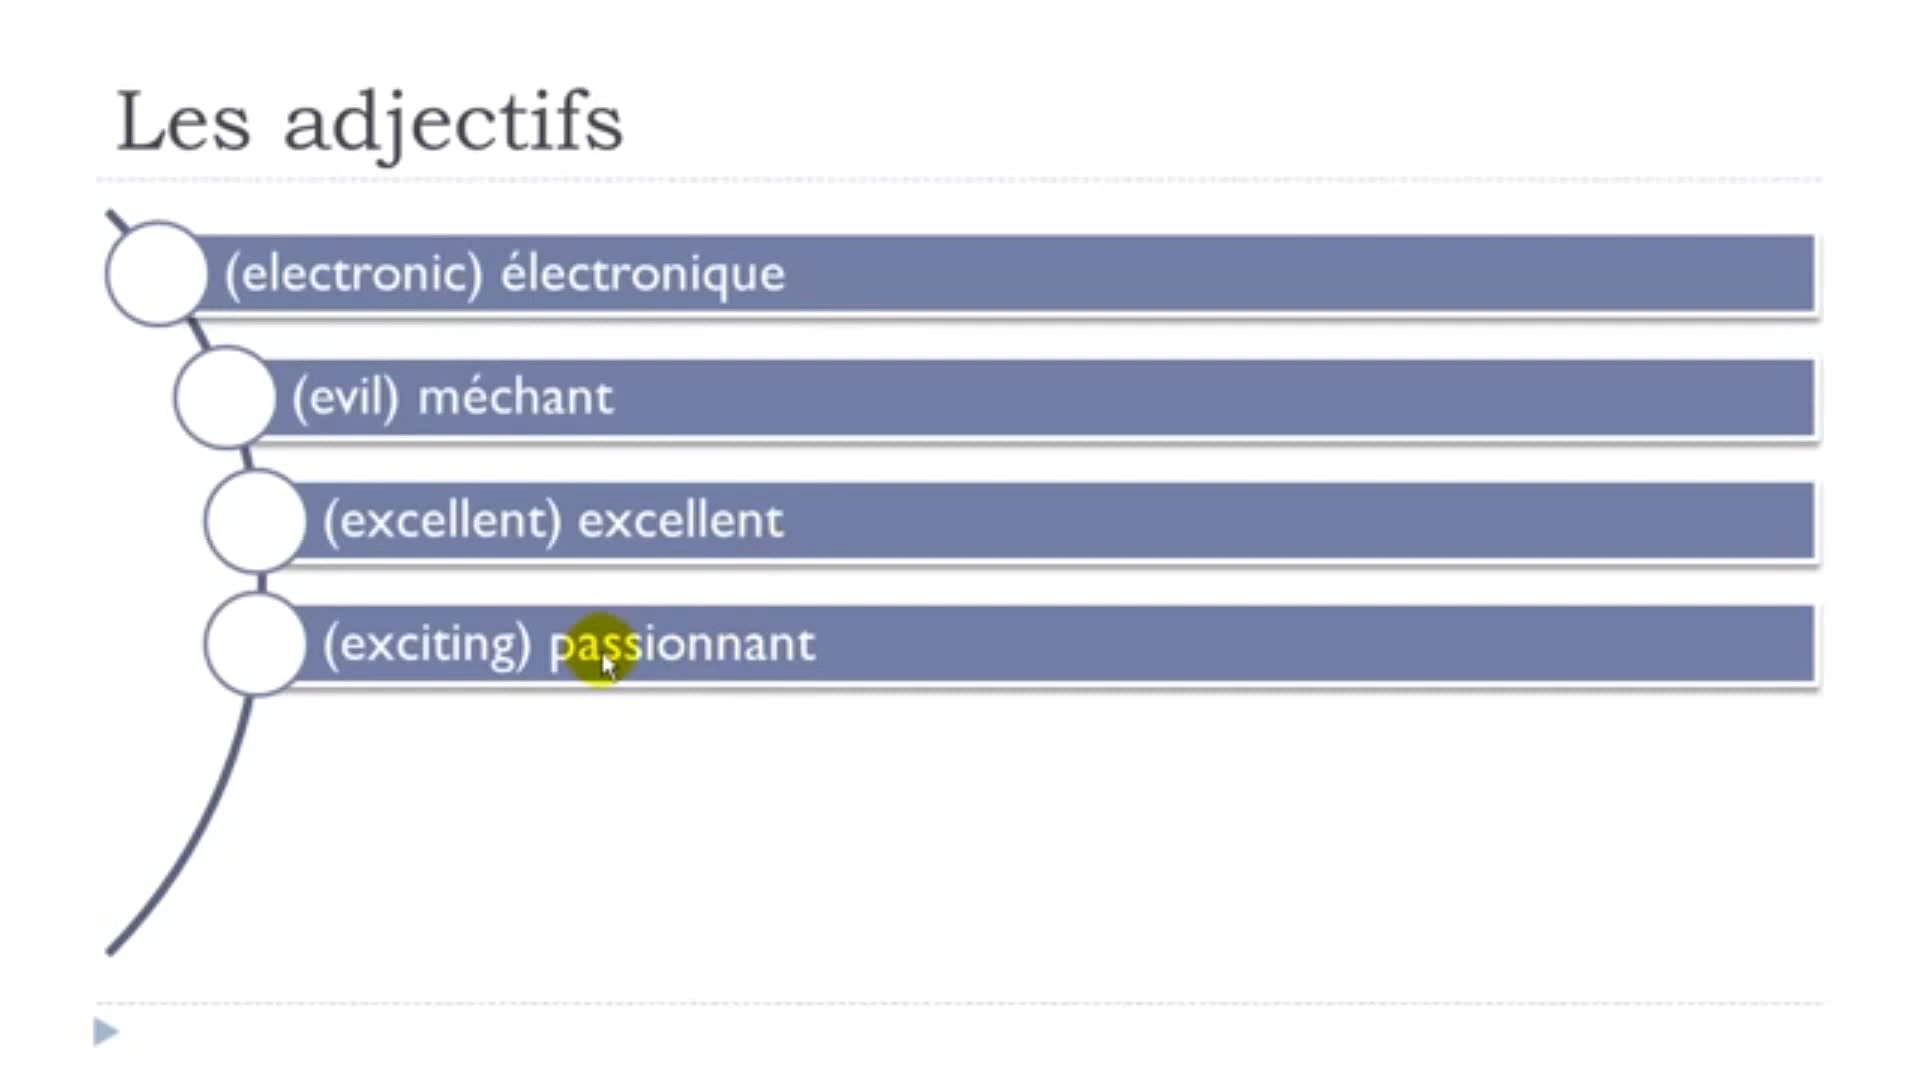 Les adjectifs
(electronic) électronique
(evil) méchant
(excellent) excellent
(exciting) passionnant